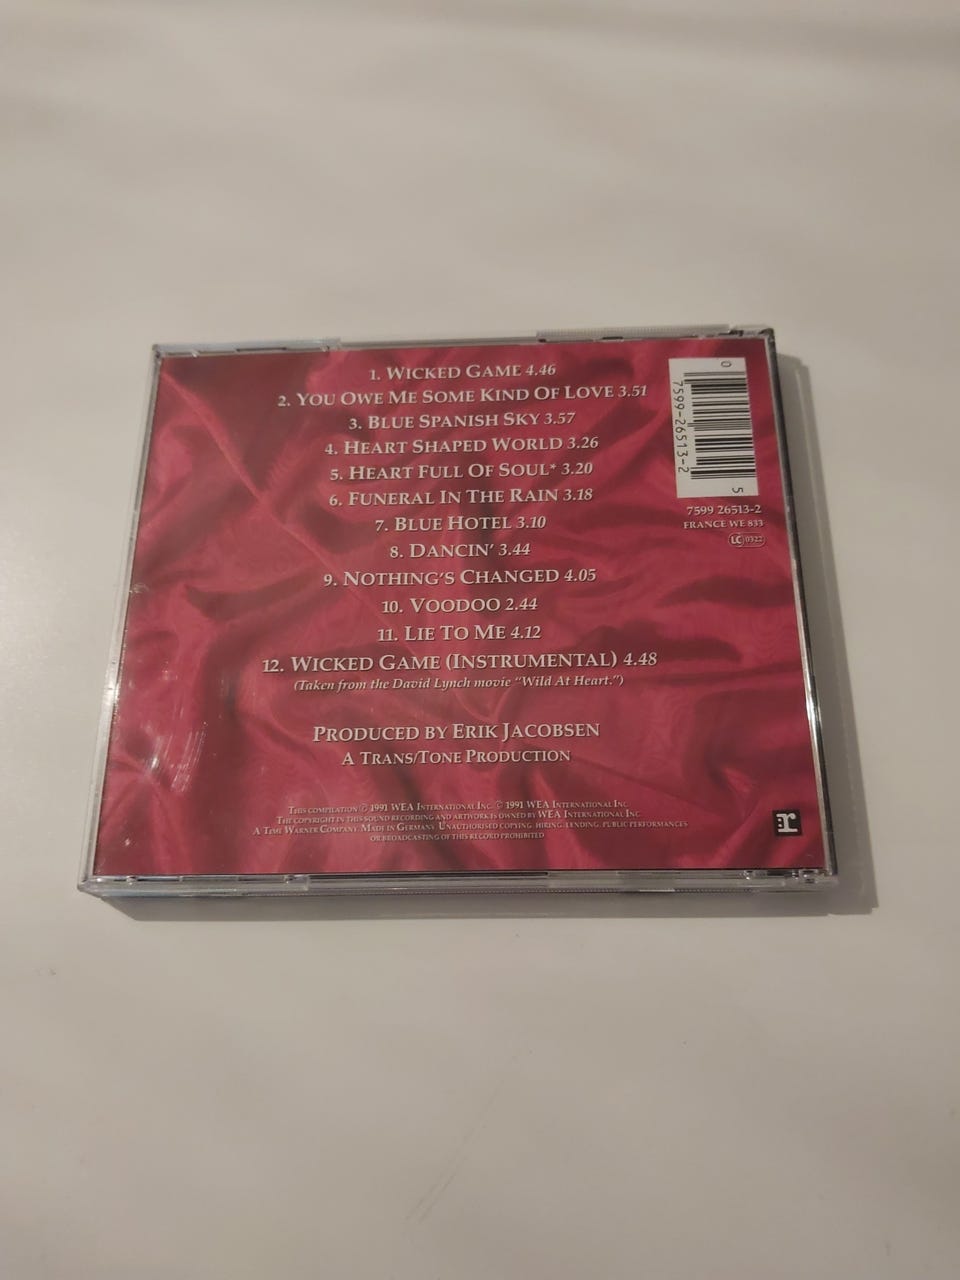 1. Wicked Game 4.46
2. You Owe Me Some Kind Of Love 3.51
3. Blue Spanish Sky 3.57
4. Heart Shaped World 3.26
5. Heart Full Of Soul* 3.20
6. Funeral In The Rain 3.18
7. Blue Hotel 3.10
8. Dancin' 3.44
9. Nothing's Changed 4.05
10. Voodoo 2.44
11. Lie To Me 4.12
12. Wicked Game (Instrumental) 4.48
(Taken from the David Lynch movie "Wild At Heart.")
Produced by Erik Jacobsen
A Trans/Tone Production
This compilation ℗ 1991 WEA International Inc. © 1991 WEA International Inc.
The copyright in this sound recording and artwork is owned by WEA International Inc.
A Time Warner Company. Made in Germany. Unauthorised copying, hiring, lending, public performances
or broadcasting of this record prohibited
0 7599-26513-2 5
7599 26513-2
France WE 833
LC 0322
:r